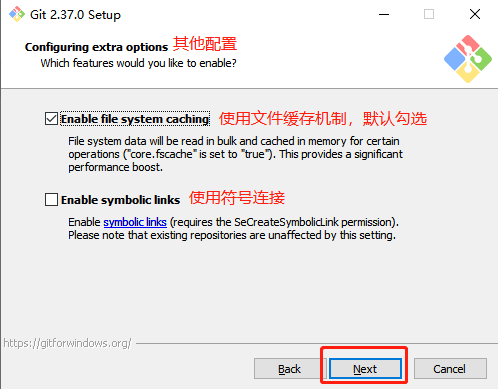 Git 2.37.0 Setup
Configuring extra options 其他配置
Which features would you like to enable?
Enable file system caching 使用文件缓存机制，默认勾选
File system data will be read in bulk and cached in memory for certain
operations ("core.fscache" is set to "true"). This provides a significant
performance boost.
Enable symbolic links 使用符号连接
Enable symbolic links (requires the SeCreateSymbolicLink permission).
Please note that existing repositories are unaffected by this setting.
https://gitforwindows.org/
Back Next Cancel